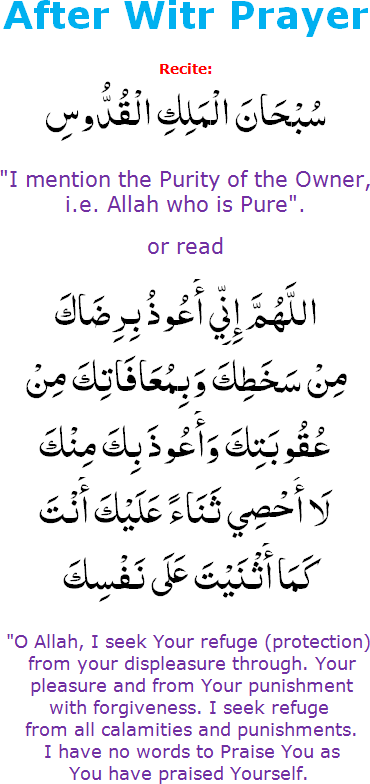 After Witr Prayer
Recite:
سُبْحَانَ الْمَلِكِ الْقُدُّوسِ
"I mention the Purity of the Owner,
i.e. Allah who is Pure".
or read
اللَّهُمَّ إِنِّي أَعُوذُ بِرِضَاكَ
مِنْ سَخَطِكَ وَبِمُعَافَاتِكَ مِنْ
عُقُوبَتِكَ وَأَعُوذَ بِكَ مِنْكَ
لَا أَحْصِي ثَنَاءً عَلَيْكَ أَنْتَ
كَمَا أَثْنَيْتَ عَلَى نَفْسِكَ
"O Allah, I seek Your refuge (protection)
from your displeasure through. Your
pleasure and from Your punishment
with forgiveness. I seek refuge
from all calamities and punishments.
I have no words to Praise You as
You have praised Yourself.